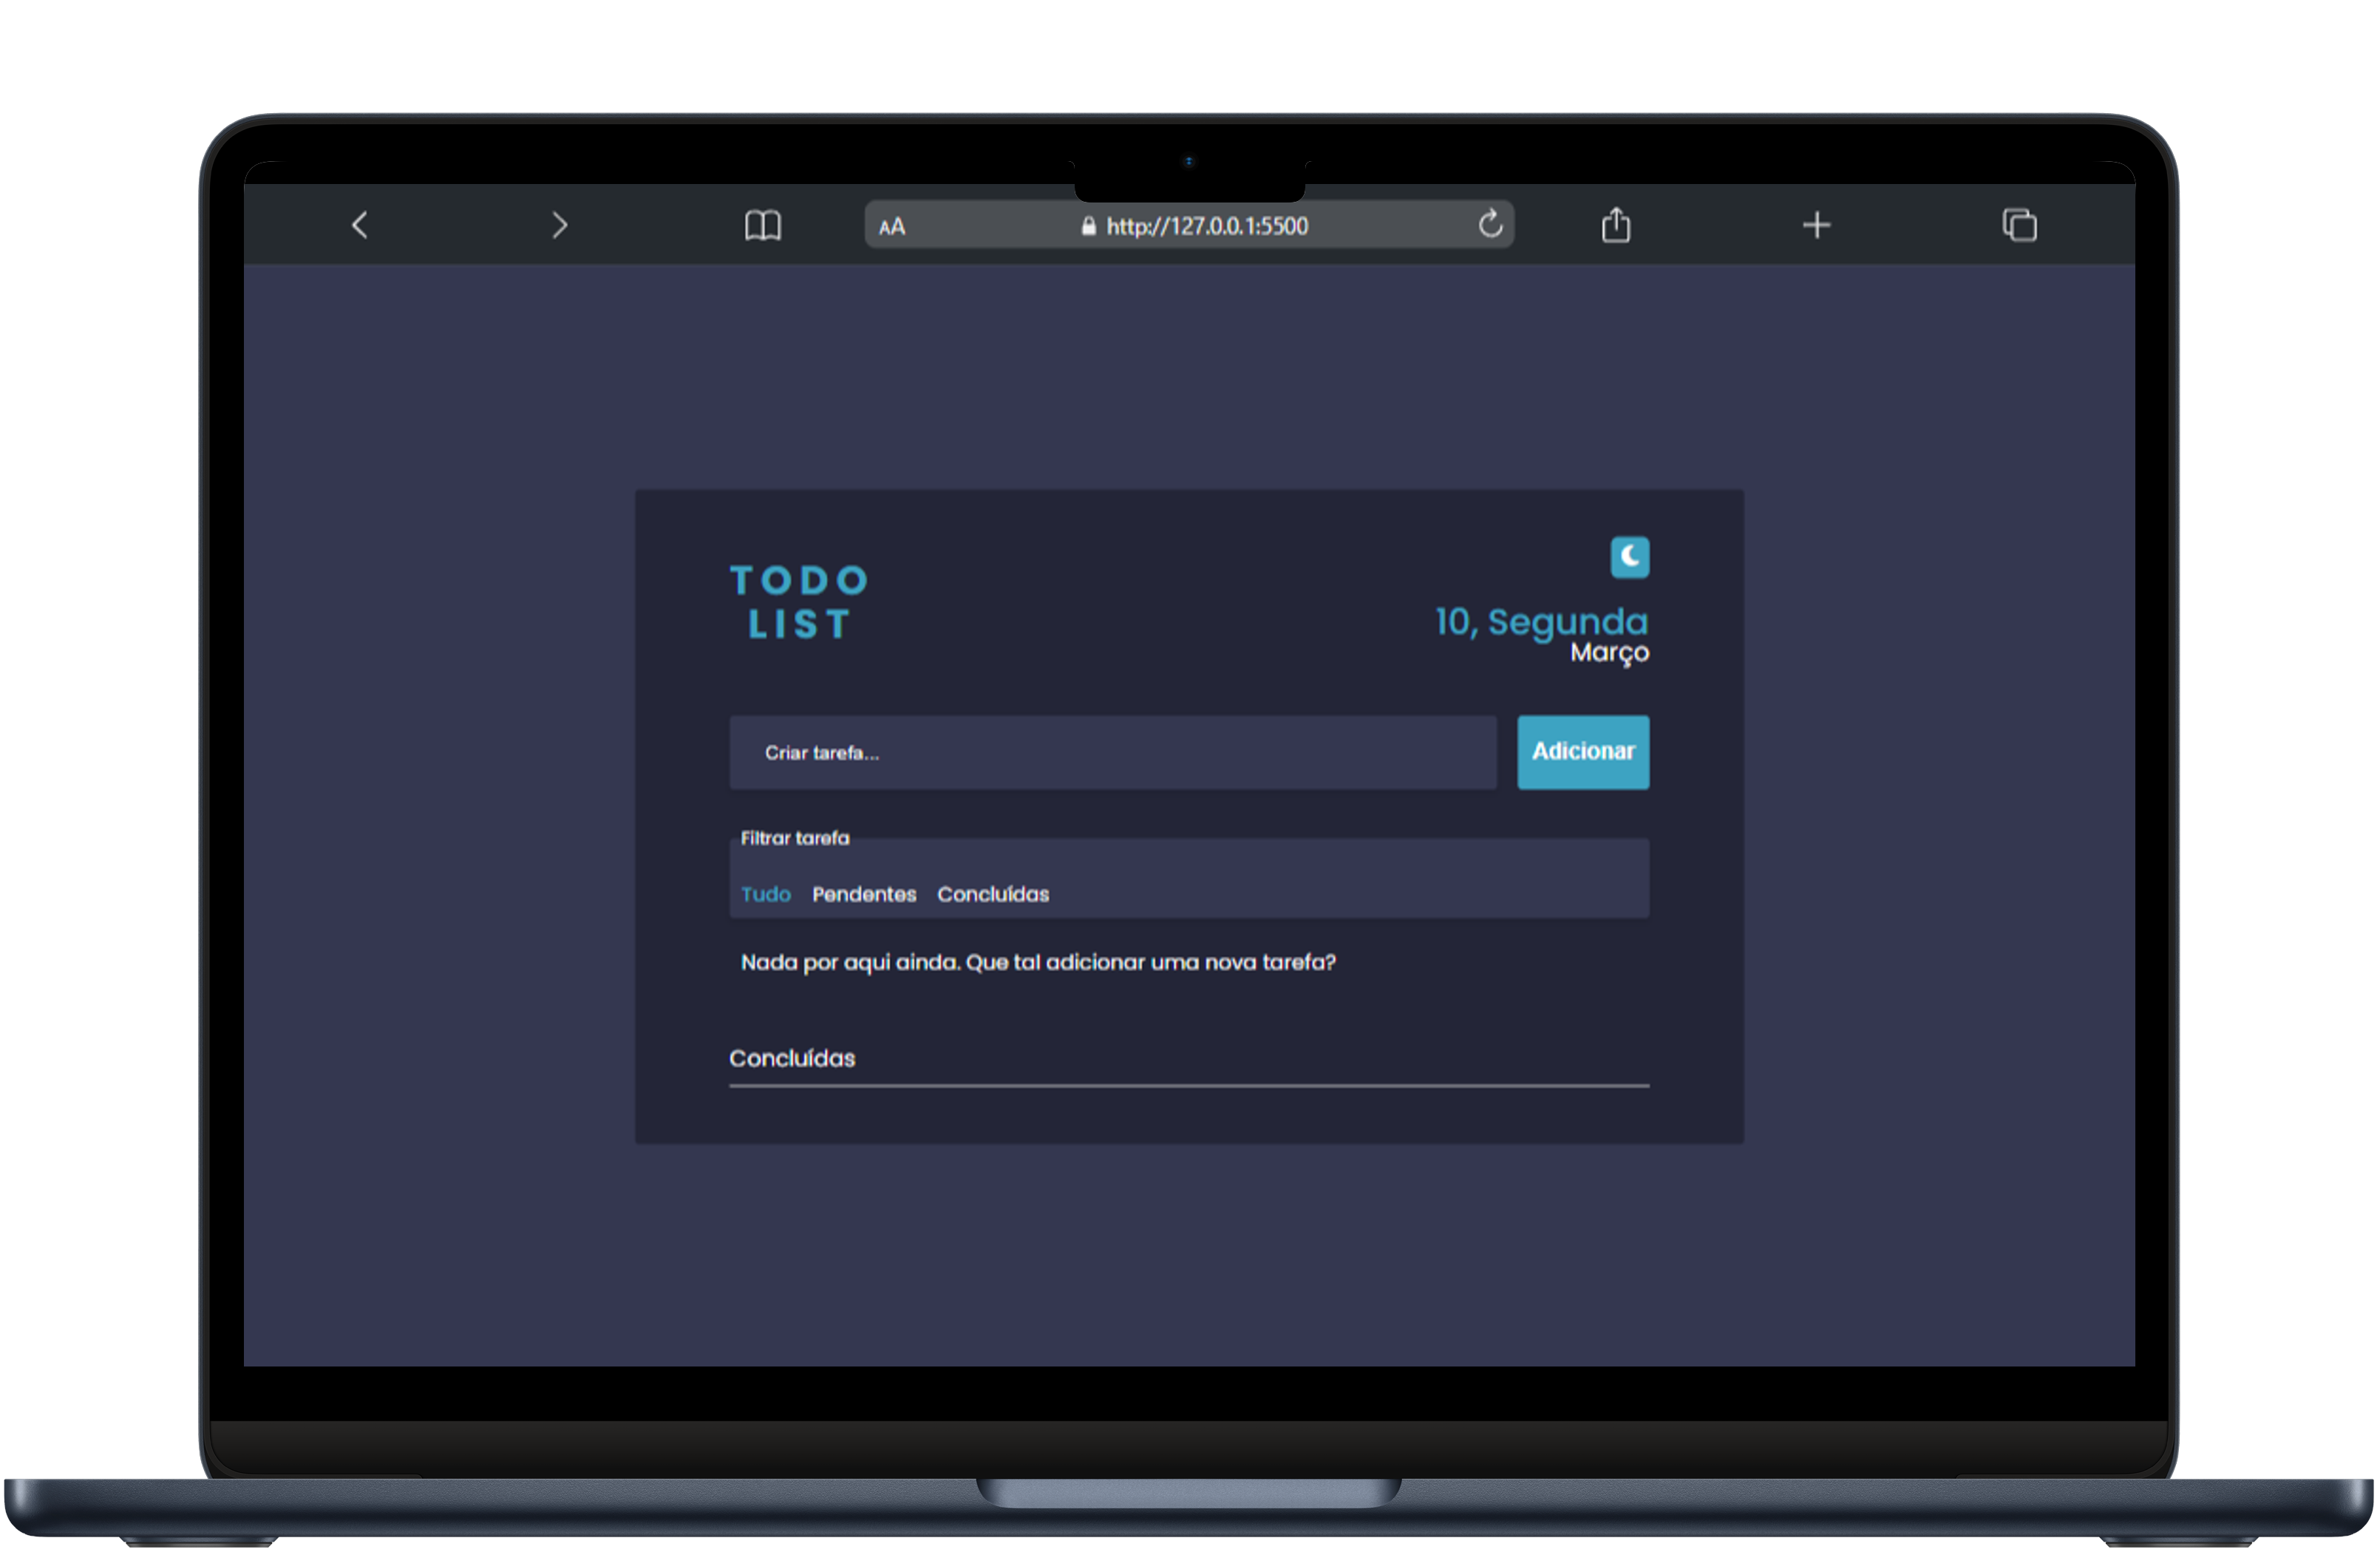 AA http://127.0.0.1:5500
TODO
LIST
10, Segunda
Março
Criar tarefa...
Adicionar
Filtrar tarefa
Tudo Pendentes Concluídas
Nada por aqui ainda. Que tal adicionar uma nova tarefa?
Concluídas